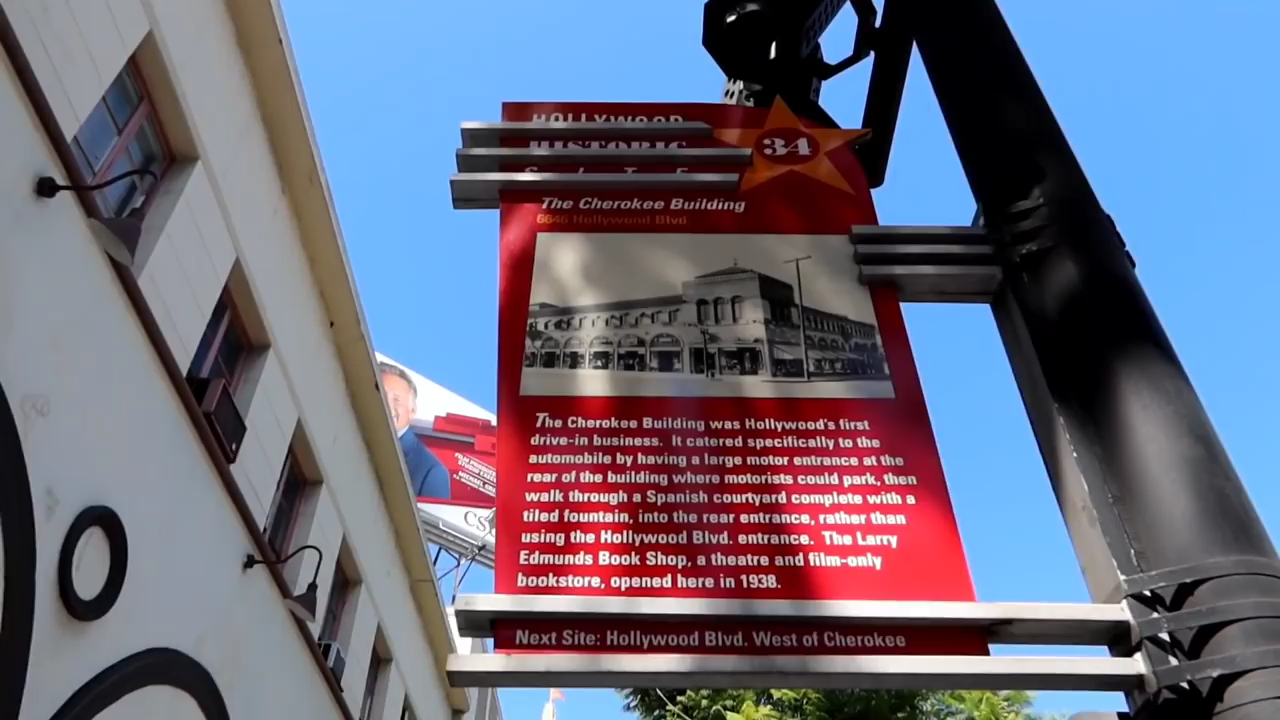 HOLLYWOOD
HISTORIC
34
The Cherokee Building
6646 Hollywood Blvd
The Cherokee Building was Hollywood's first
drive-in business. It catered specifically to the
automobile by having a large motor entrance at the
rear of the building where motorists could park, then
walk through a Spanish courtyard complete with a
tiled fountain, into the rear entrance, rather than
using the Hollywood Blvd. entrance. The Larry
Edmunds Book Shop, a theatre and film-only
bookstore, opened here in 1938.
Next Site: Hollywood Blvd. West of Cherokee